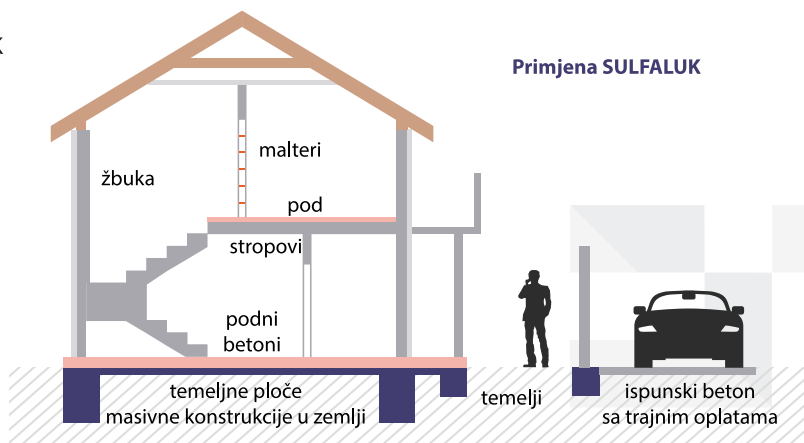 K
Primjena SULFALUK
malteri
žbuka
pod
stropovi
podni
betoni
temeljne ploče
masivne konstrukcije u zemlji
temelji
ispunski beton
sa trajnim oplatama